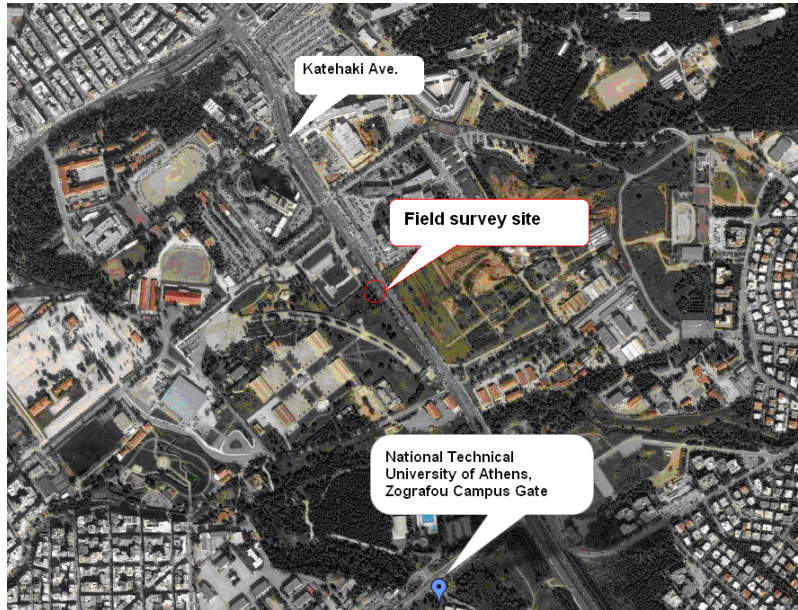 Katehaki Ave.
Field survey site
National Technical
University of Athens,
Zografou Campus Gate